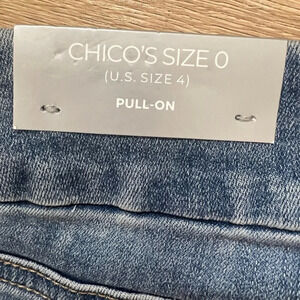 CHICO'S SIZE 0
(U.S. SIZE 4)
PULL-ON